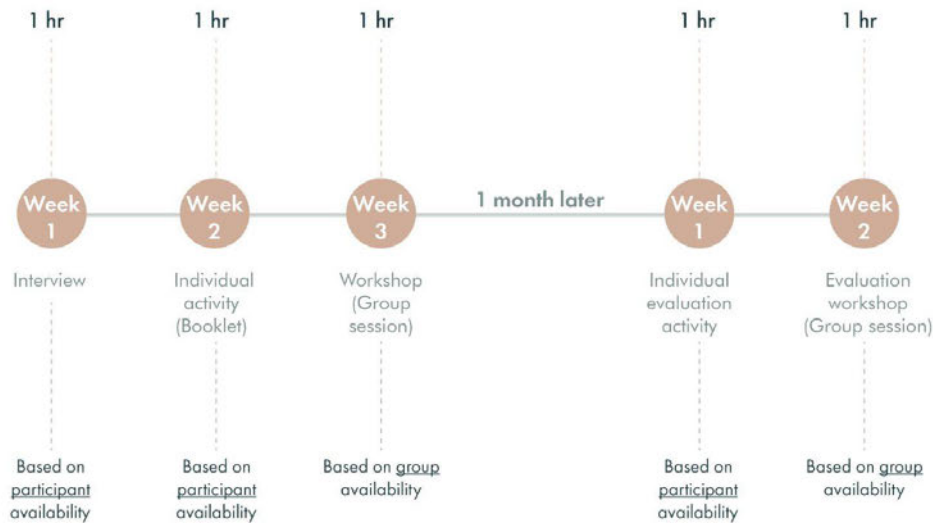 1 hr
1 hr
1 hr
1 hr
1 hr
Week
1
Week
2
Week
3
1 month later
Week
1
Week
2
Interview
Individual
activity
(Booklet)
Workshop
(Group
session)
Individual
evaluation
activity
Evaluation
workshop
(Group session)
Based on
participant
availability
Based on
participant
availability
Based on group
availability
Based on
participant
availability
Based on group
availability